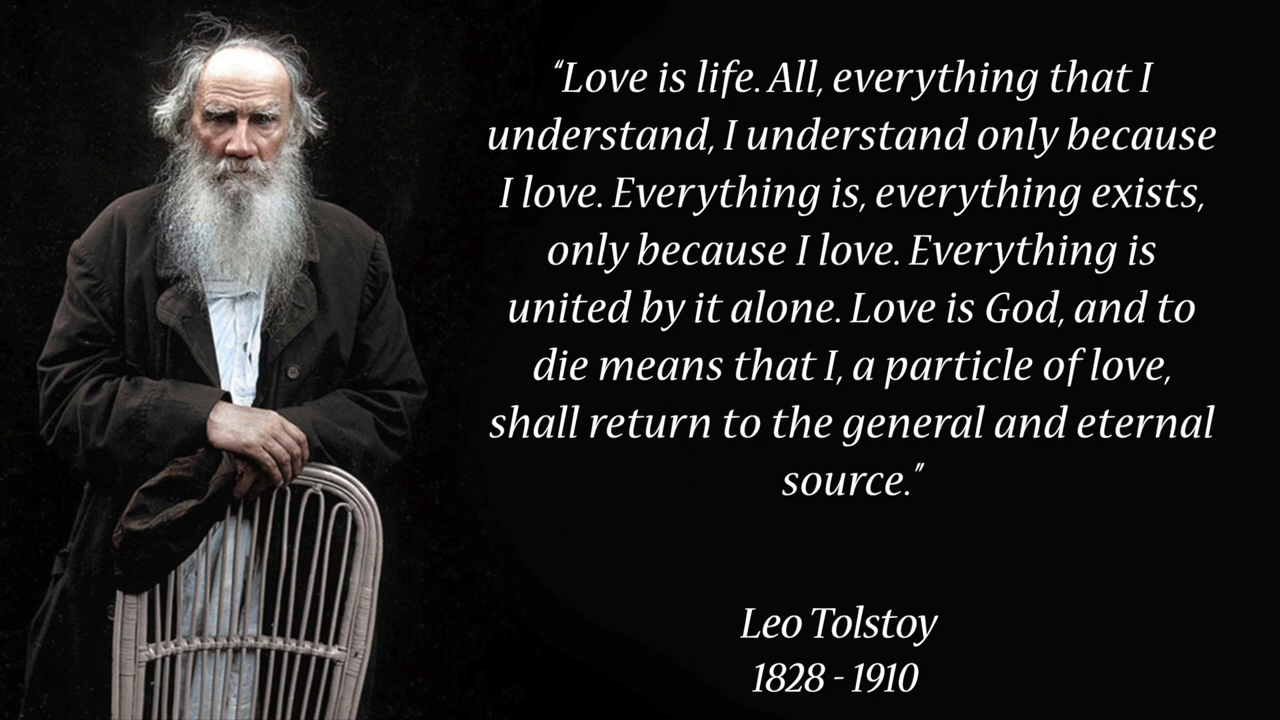 “Love is life. All, everything that I
understand, I understand only because
I love. Everything is, everything exists,
only because I love. Everything is
united by it alone. Love is God, and to
die means that I, a particle of love,
shall return to the general and eternal
source.”
Leo Tolstoy
1828 - 1910